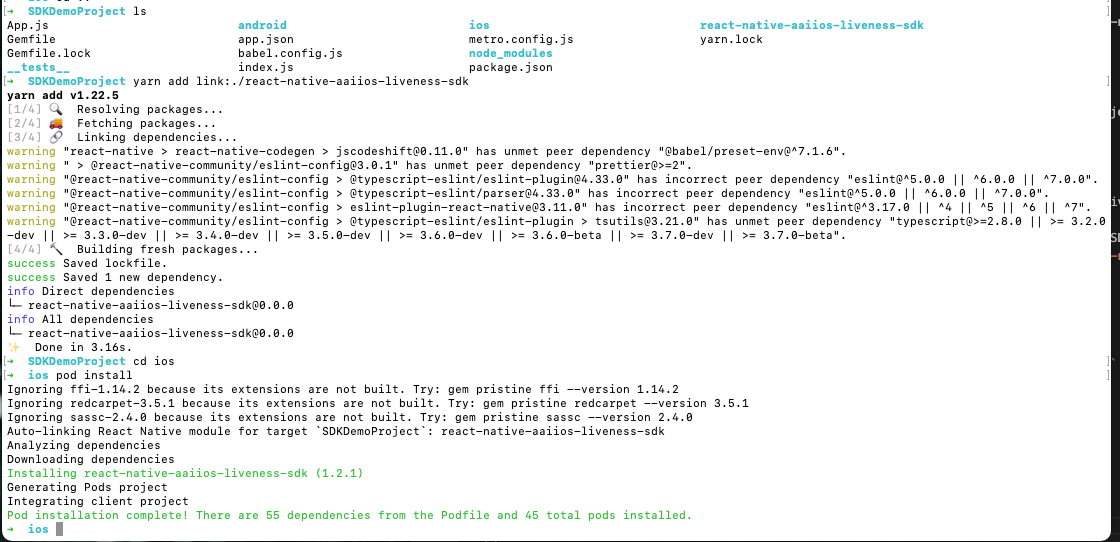 ➜  SDKDemoProject ls
App.js                           android                          ios                              react-native-aaiios-liveness-sdk
Gemfile                          app.json                         metro.config.js                  yarn.lock
Gemfile.lock                     babel.config.js                  node_modules
__tests__                        index.js                         package.json
[➜  SDKDemoProject yarn add link:./react-native-aaiios-liveness-sdk ]
yarn add v1.22.5
[1/4] 🔍  Resolving packages...
[2/4] 🚚  Fetching packages...
[3/4] 🔗  Linking dependencies...
warning "react-native > react-native-codegen > jscodeshift@0.11.0" has unmet peer dependency "@babel/preset-env@^7.1.6".
warning " > @react-native-community/eslint-config@3.0.1" has unmet peer dependency "prettier@>=2".
warning "@react-native-community/eslint-config > @typescript-eslint/eslint-plugin@4.33.0" has incorrect peer dependency "eslint@^5.0.0 || ^6.0.0 || ^7.0.0".
warning "@react-native-community/eslint-config > @typescript-eslint/parser@4.33.0" has incorrect peer dependency "eslint@^5.0.0 || ^6.0.0 || ^7.0.0".
warning "@react-native-community/eslint-config > eslint-plugin-react-native@3.11.0" has incorrect peer dependency "eslint@^3.17.0 || ^4 || ^5 || ^6 || ^7".
warning "@react-native-community/eslint-config > @typescript-eslint/eslint-plugin > tsutils@3.21.0" has unmet peer dependency "typescript@>=2.8.0 || >= 3.2.0
-dev || >= 3.3.0-dev || >= 3.4.0-dev || >= 3.5.0-dev || >= 3.6.0-dev || >= 3.6.0-beta || >= 3.7.0-dev || >= 3.7.0-beta".
[4/4] 🔨  Building fresh packages...
success Saved lockfile.
success Saved 1 new dependency.
info Direct dependencies
└─ react-native-aaiios-liveness-sdk@0.0.0
info All dependencies
└─ react-native-aaiios-liveness-sdk@0.0.0
✨  Done in 3.16s.
[➜  SDKDemoProject cd ios ]
[➜  ios pod install ]
Ignoring ffi-1.14.2 because its extensions are not built. Try: gem pristine ffi --version 1.14.2
Ignoring redcarpet-3.5.1 because its extensions are not built. Try: gem pristine redcarpet --version 3.5.1
Ignoring sassc-2.4.0 because its extensions are not built. Try: gem pristine sassc --version 2.4.0
Auto-linking React Native module for target `SDKDemoProject`: react-native-aaiios-liveness-sdk
Analyzing dependencies
Downloading dependencies
Installing react-native-aaiios-liveness-sdk (1.2.1)
Generating Pods project
Integrating client project
Pod installation complete! There are 55 dependencies from the Podfile and 45 total pods installed.
➜  ios